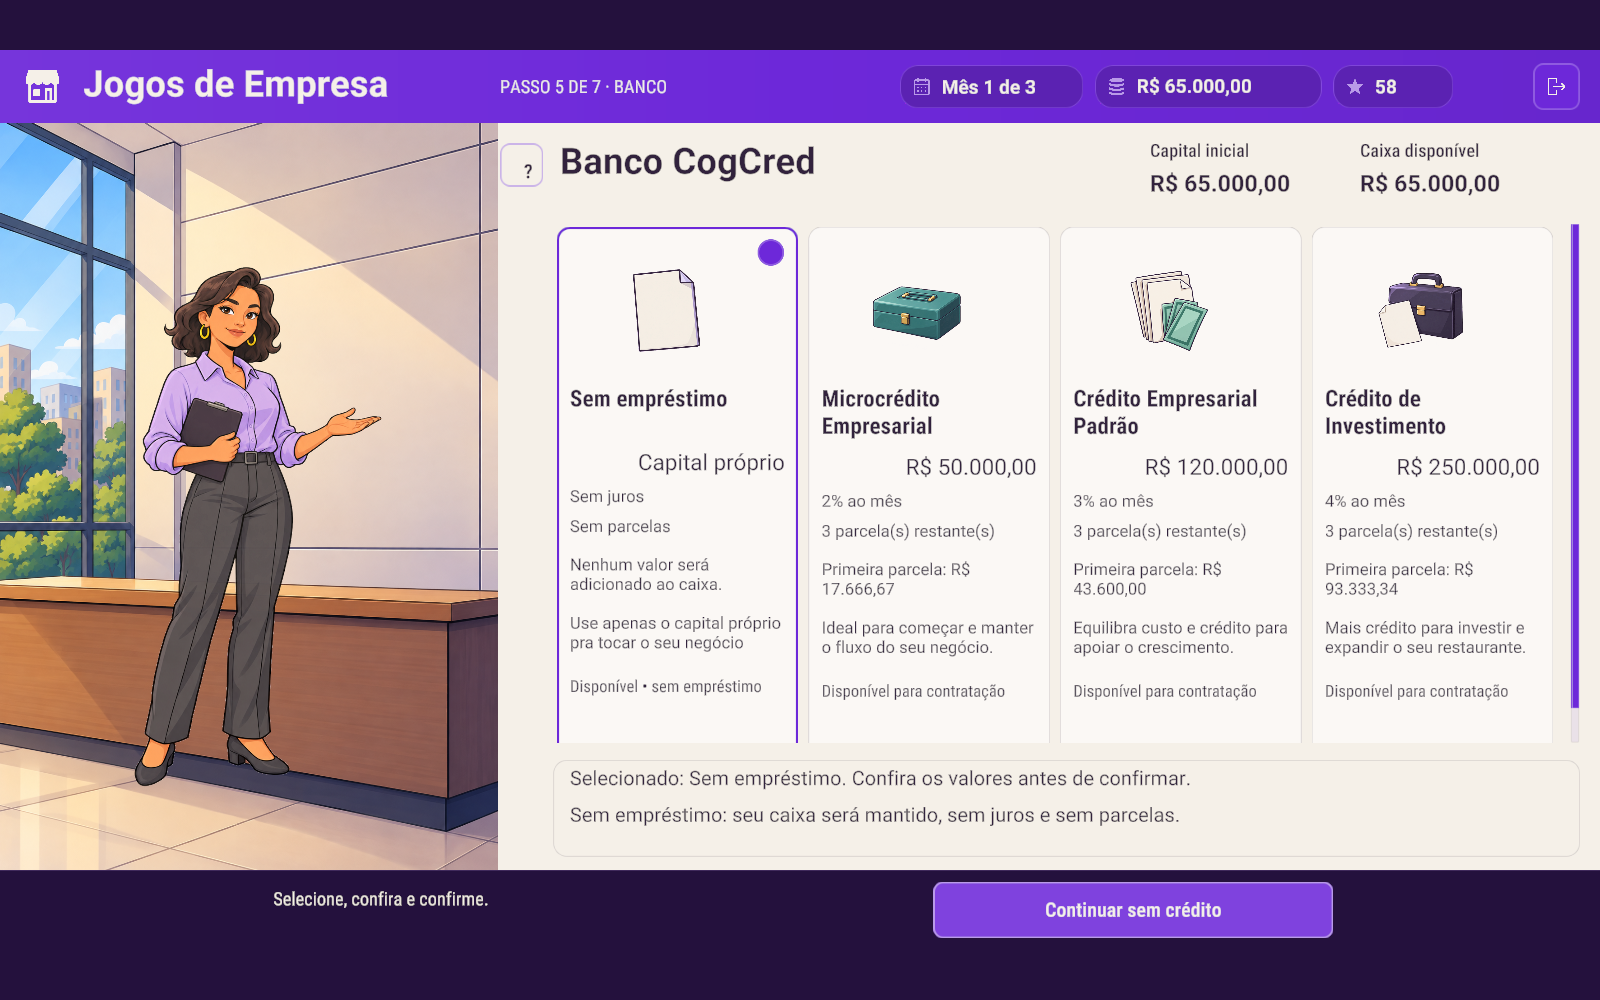 Jogos de Empresa
PASSO 5 DE 7 · BANCO
Mês 1 de 3
R$ 65.000,00
58
?
Banco CogCred
Capital inicial
R$ 65.000,00
Caixa disponível
R$ 65.000,00
Sem empréstimo
Capital próprio
Sem juros
Sem parcelas
Nenhum valor será
adicionado ao caixa.
Use apenas o capital próprio
pra tocar o seu negócio
Disponível • sem empréstimo
Microcrédito
Empresarial
R$ 50.000,00
2% ao mês
3 parcela(s) restante(s)
Primeira parcela: R$
17.666,67
Ideal para começar e manter
o fluxo do seu negócio.
Disponível para contratação
Crédito Empresarial
Padrão
R$ 120.000,00
3% ao mês
3 parcela(s) restante(s)
Primeira parcela: R$
43.600,00
Equilibra custo e crédito para
apoiar o crescimento.
Disponível para contratação
Crédito de
Investimento
R$ 250.000,00
4% ao mês
3 parcela(s) restante(s)
Primeira parcela: R$
93.333,34
Mais crédito para investir e
expandir o seu restaurante.
Disponível para contratação
Selecionado: Sem empréstimo. Confira os valores antes de confirmar.
Sem empréstimo: seu caixa será mantido, sem juros e sem parcelas.
Selecione, confira e confirme.
Continuar sem crédito